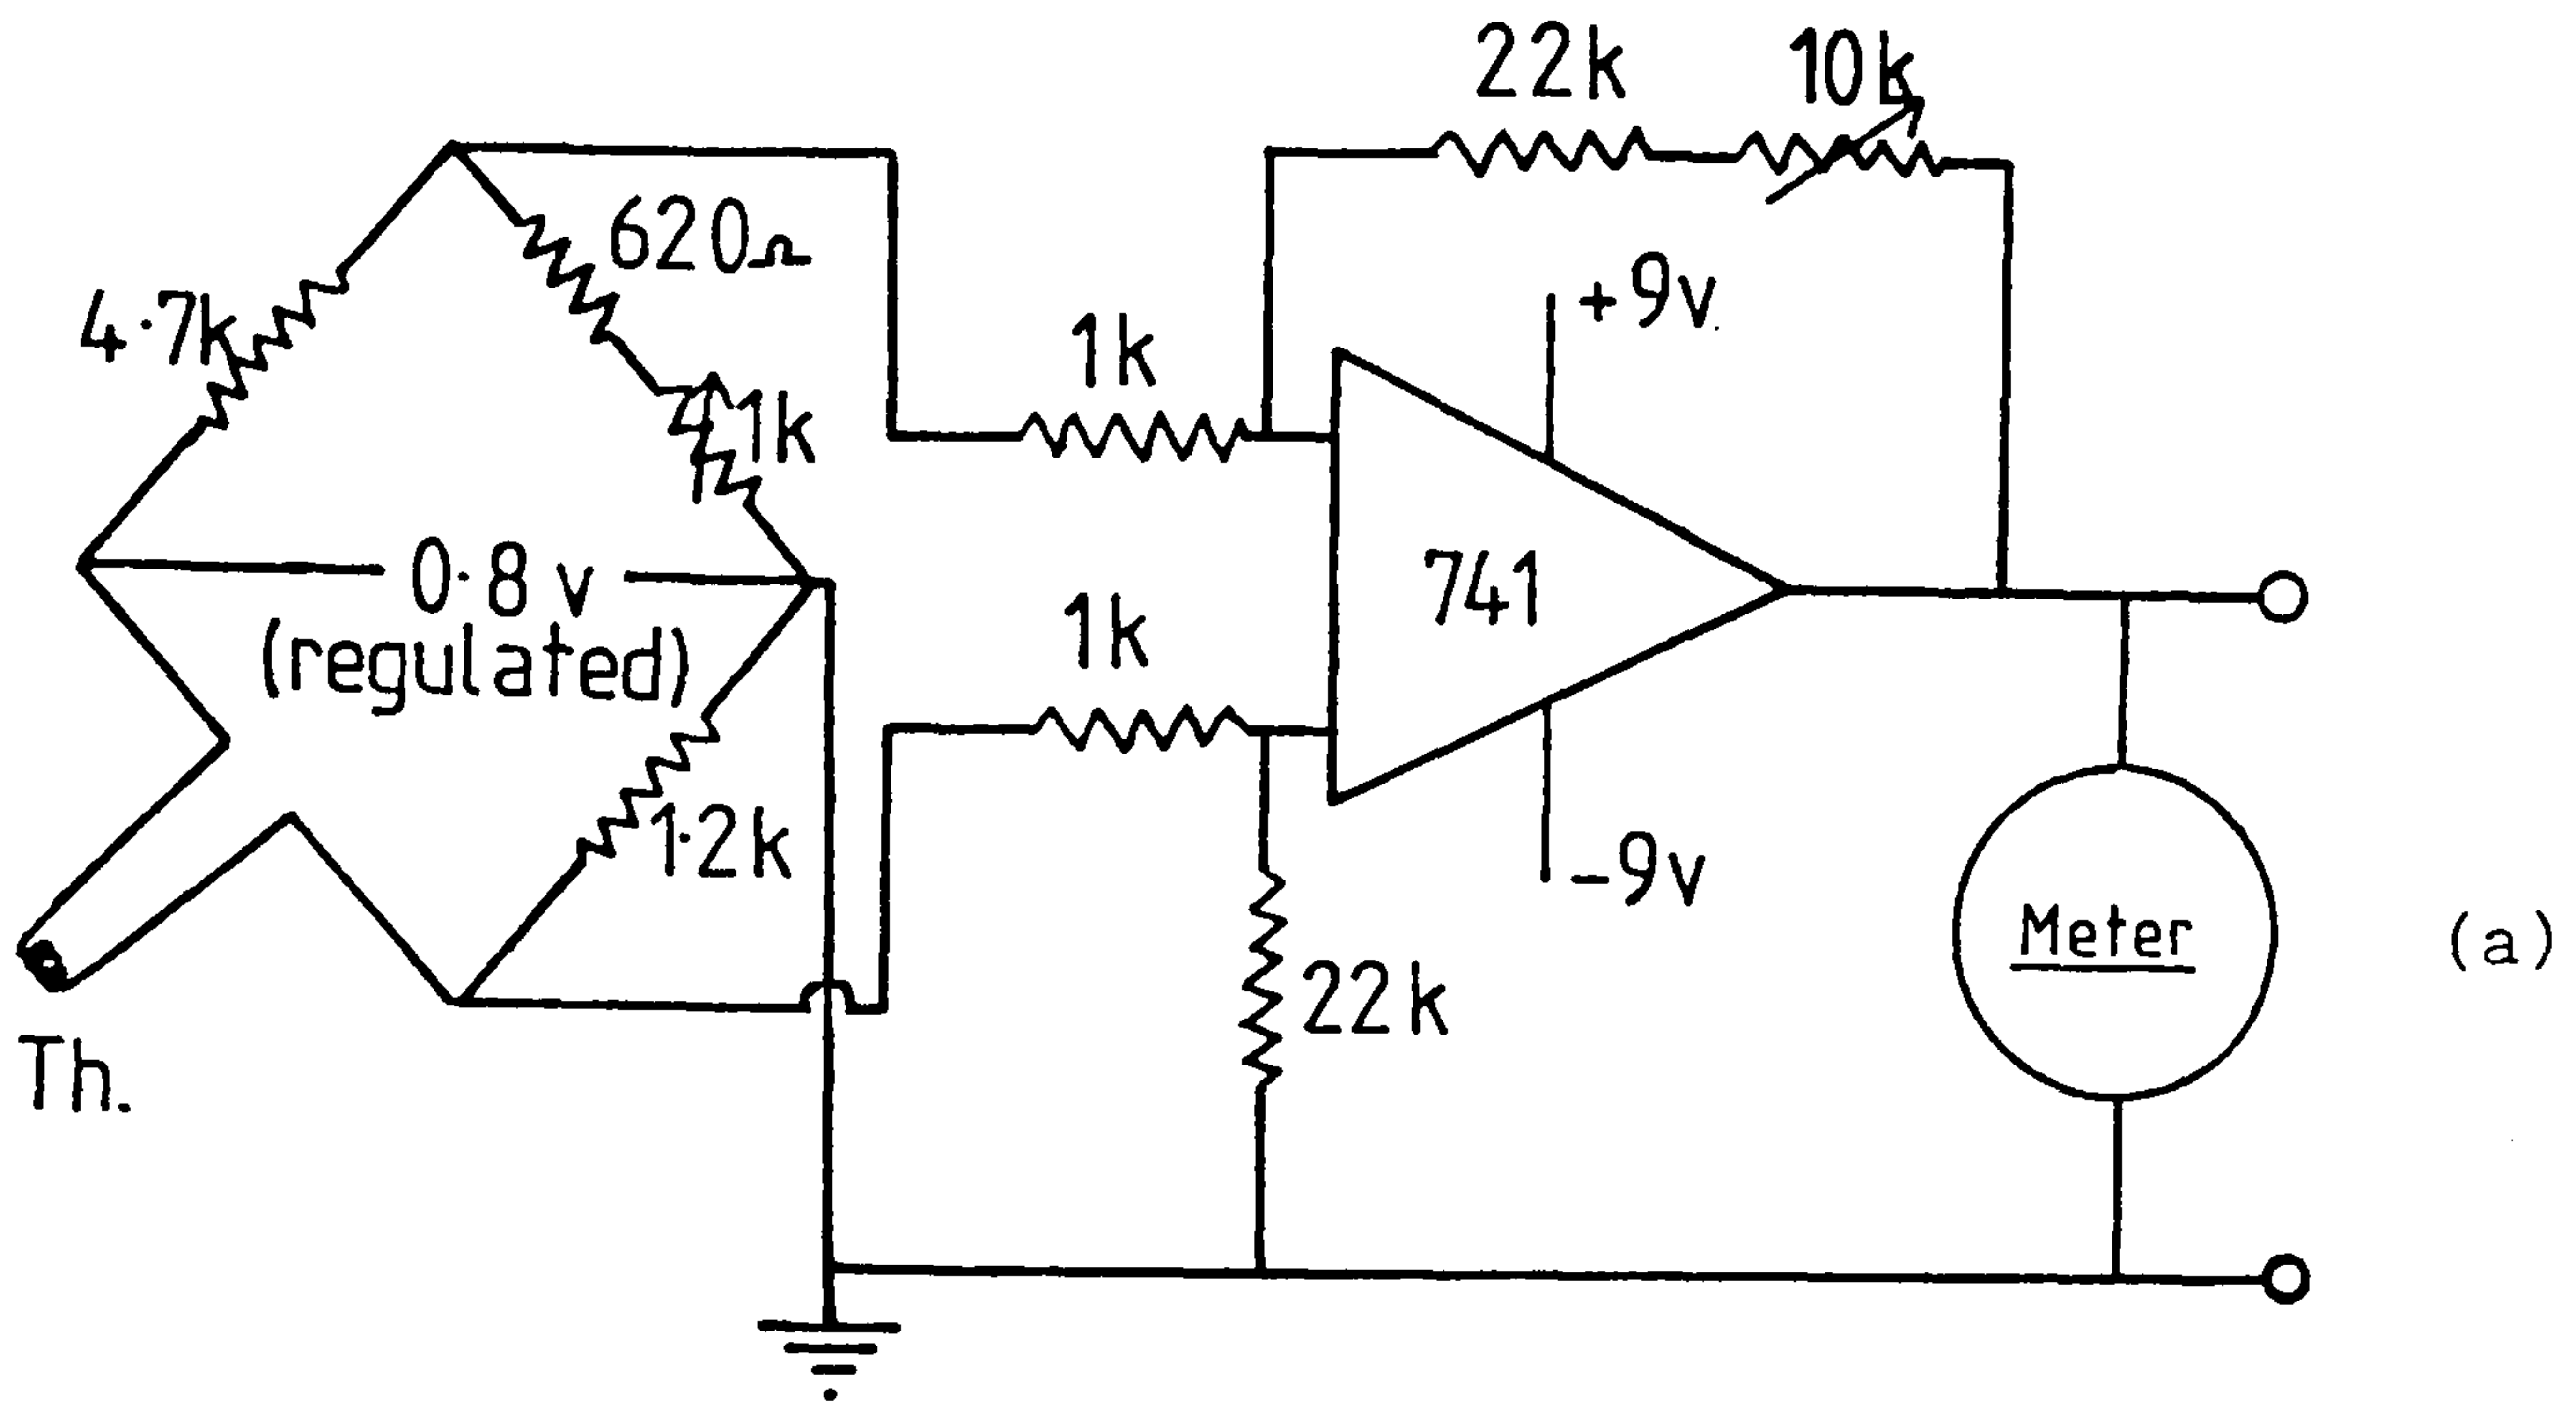 22k
10k
620Ω
4·7k
+9v
1k
1k
0·8 v
(regulated)
741
1k
1·2k
-9v
Meter
(a)
22k
Th.